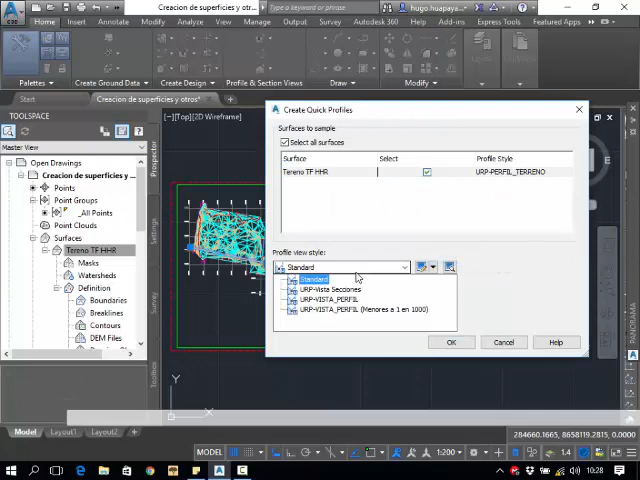 Creacion de superficies y otr...
Type a keyword or phrase
hugo.huapaya...
C3D
Home
Insert
Annotate
Modify
Analyze
View
Manage
Output
Autodesk 360
Help
Add-ins
Express Tools
Palettes
Create Ground Data
Create Design
Profile & Section Views
Draw
Modify
Start
Creacion de superficies y otros*
TOOLSPACE
[−][Top][2D Wireframe]
Master View
Open Drawings
Creacion de superficies y
Points
Point Groups
_All Points
Point Clouds
Surfaces
Tereno TF HHR
Masks
Watersheds
Definition
Boundaries
Breaklines
Contours
DEM Files
Prospector
Settings
Survey
Toolbox
Create Quick Profiles
Surfaces to sample
Select all surfaces
Surface
Select
Profile Style
Tereno TF HHR
URP-PERFIL_TERRENO
Profile view style:
Standard
Standard
URP-Vista Secciones
URP-VISTA_PERFIL
URP-VISTA_PERFIL (Menores a 1 en 1000)
OK
Cancel
Help
PANORAMA
Y
X
Model
Layout1
Layout2
284660.1665, 8658119.2815, 0.0000
MODEL
1:200
1.4
10:28